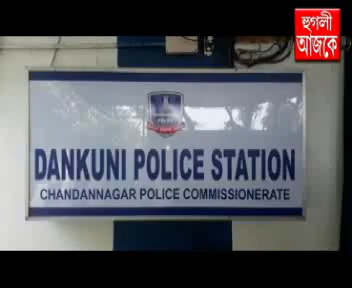 হুগলী
আজকে
DANKUNI POLICE STATION
CHANDANNAGAR POLICE COMMISSIONERATE